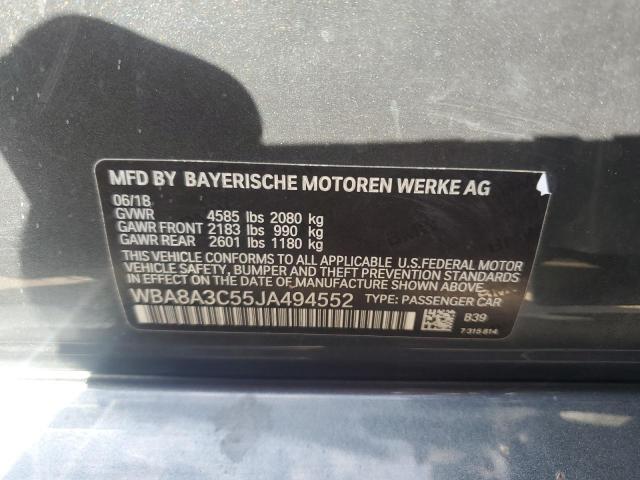 MFD BY BAYERISCHE MOTOREN WERKE AG
06/18
GVWR 4585 lbs 2080 kg
GAWR FRONT 2183 lbs 990 kg
GAWR REAR 2601 lbs 1180 kg
THIS VEHICLE CONFORMS TO ALL APPLICABLE U.S.FEDERAL MOTOR
VEHICLE SAFETY, BUMPER AND THEFT PREVENTION STANDARDS
IN EFFECT ON THE DATE OF MANUFACTURE SHOWN ABOVE.
WBA8A3C55JA494552 TYPE: PASSENGER CAR
B39
7 315 614